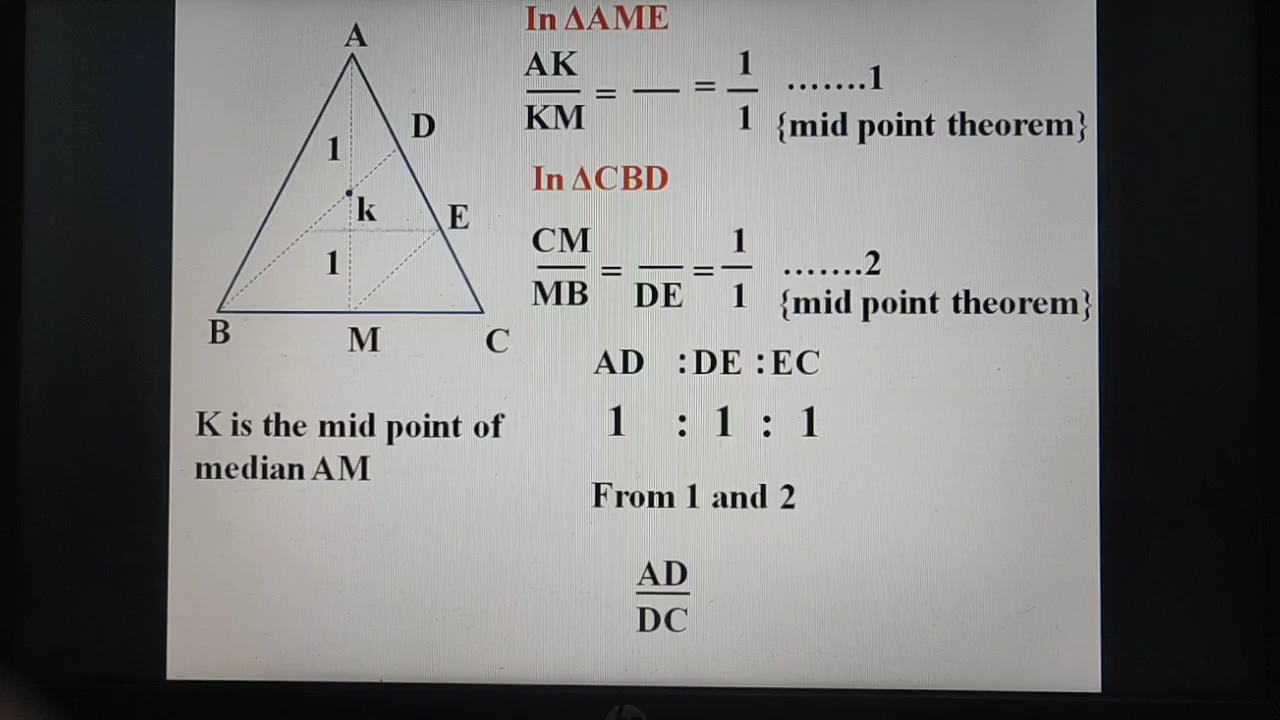 A
D
1
k
E
1
B
M
C
K is the mid point of
median AM
In ΔAME
AK/KM = — = 1/1 .......1
{mid point theorem}
In ΔCBD
CM/MB = —/DE = 1/1 .......2
{mid point theorem}
AD :DE :EC
1 : 1 : 1
From 1 and 2
AD
DC